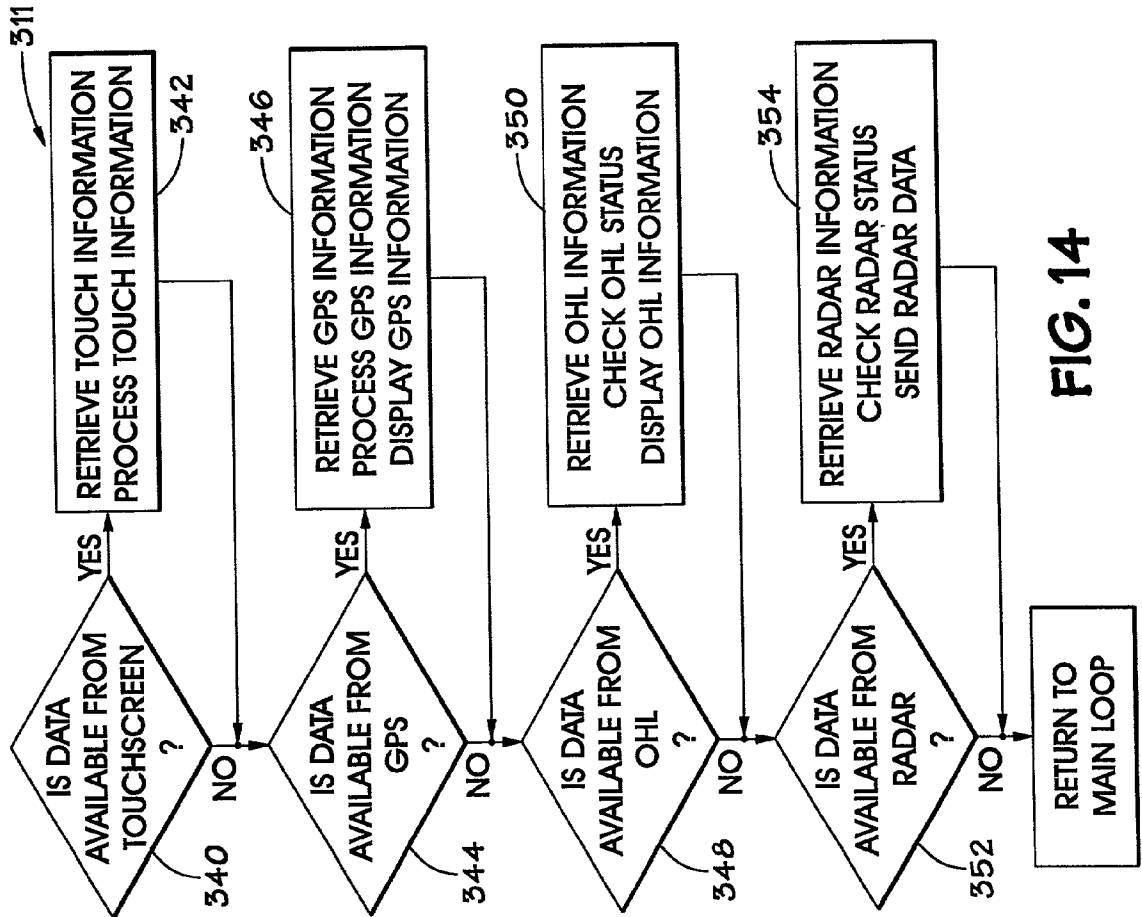 311
IS DATA
AVAILABLE FROM
TOUCHSCREEN
?
340
YES
NO
RETRIEVE TOUCH INFORMATION
PROCESS TOUCH INFORMATION
342
IS DATA
AVAILABLE FROM
GPS
?
344
YES
NO
RETRIEVE GPS INFORMATION
PROCESS GPS INFORMATION
DISPLAY GPS INFORMATION
346
IS DATA
AVAILABLE FROM
OHL
?
348
YES
NO
RETRIEVE OHL INFORMATION
CHECK OHL STATUS
DISPLAY OHL INFORMATION
350
IS DATA
AVAILABLE FROM
RADAR
?
352
YES
NO
RETRIEVE RADAR INFORMATION
CHECK RADAR STATUS
SEND RADAR DATA
354
RETURN TO
MAIN LOOP
FIG. 14